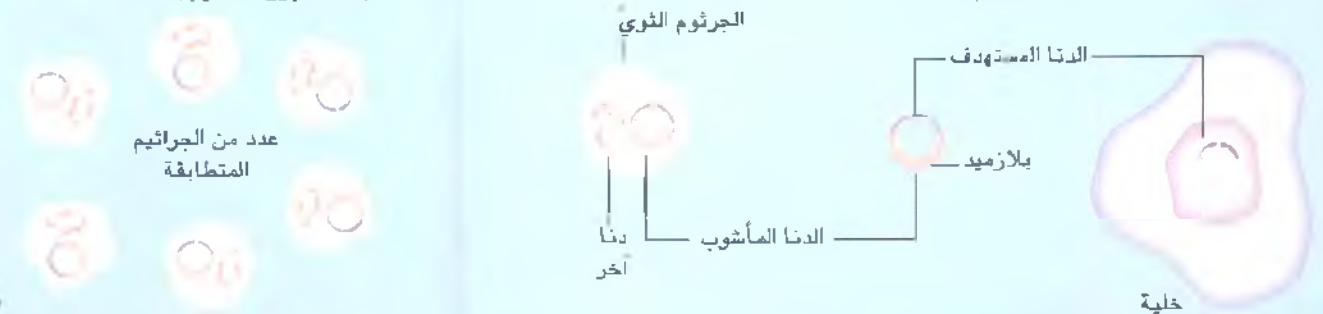 الجرثوم الثوي
الدنا المستهدف
بلازميد
عدد من الجراثيم
المتطابقة
الدنا المأشوب
دنا
آخر
خلية